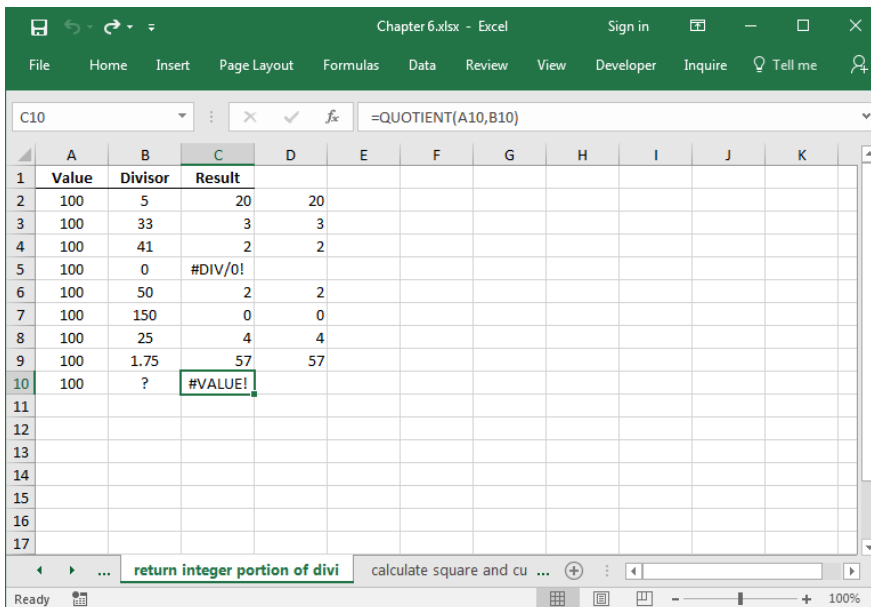 Chapter 6.xlsx - Excel Sign in
File Home Insert Page Layout Formulas Data Review View Developer Inquire Tell me
C10 fx =QUOTIENT(A10,B10)
A B C D E F G H I J K
1 Value Divisor Result
2 100 5 20 20
3 100 33 3 3
4 100 41 2 2
5 100 0 #DIV/0!
6 100 50 2 2
7 100 150 0 0
8 100 25 4 4
9 100 1.75 57 57
10 100 ? #VALUE!
11
12
13
14
15
16
17
... return integer portion of divi calculate square and cu ...
Ready 100%